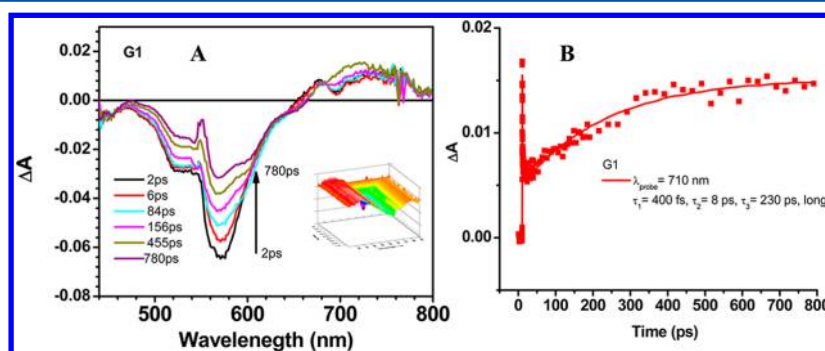 G1
A
0.02
0.00
-0.02
-0.04
-0.06
-0.08
ΔA
2ps
6ps
84ps
156ps
455ps
780ps
780ps
2ps
500
600
700
800
Wavelenegth (nm)
B
0.02
0.01
0.01
0.00
ΔA
G1
λprobe= 710 nm
τ1= 400 fs, τ2= 8 ps, τ3= 230 ps, long
0 100 200 300 400 500 600 700 800
Time (ps)